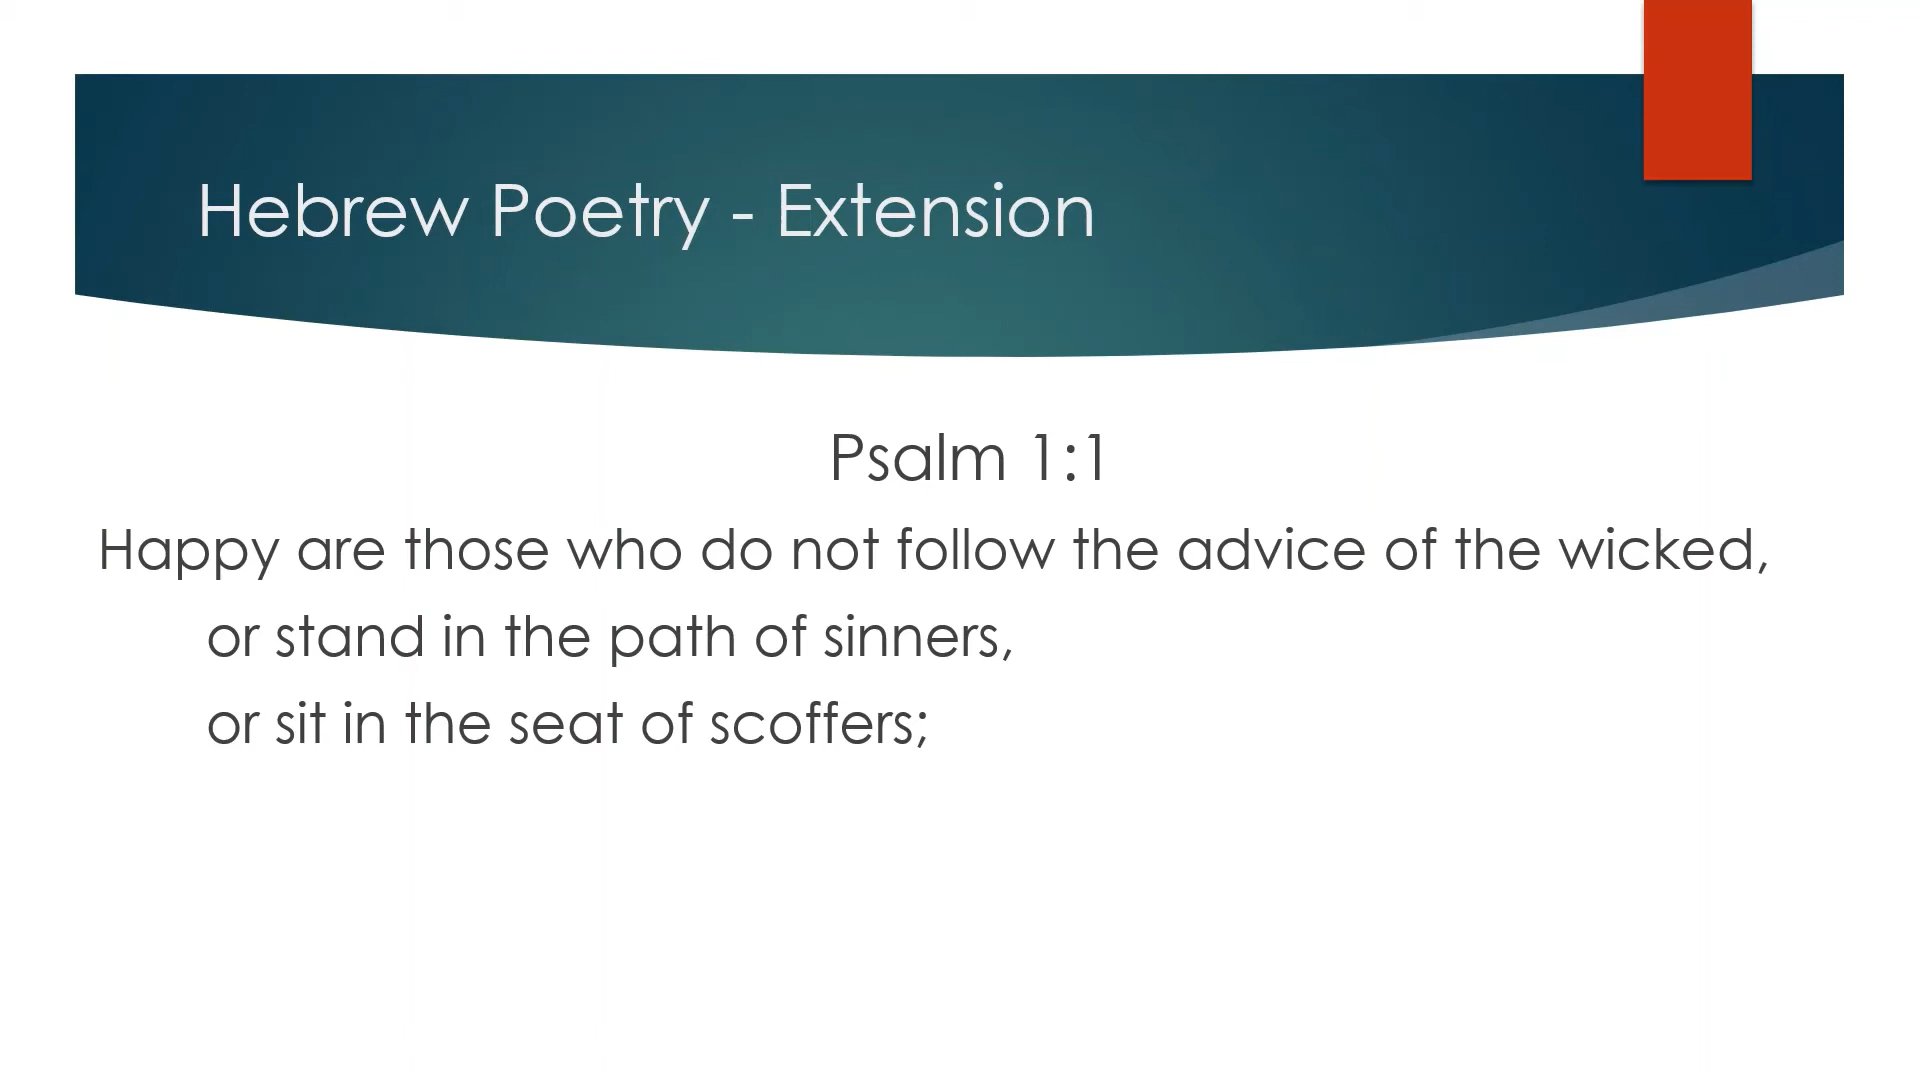 Hebrew Poetry - Extension
Psalm 1:1
Happy are those who do not follow the advice of the wicked,
or stand in the path of sinners,
or sit in the seat of scoffers;